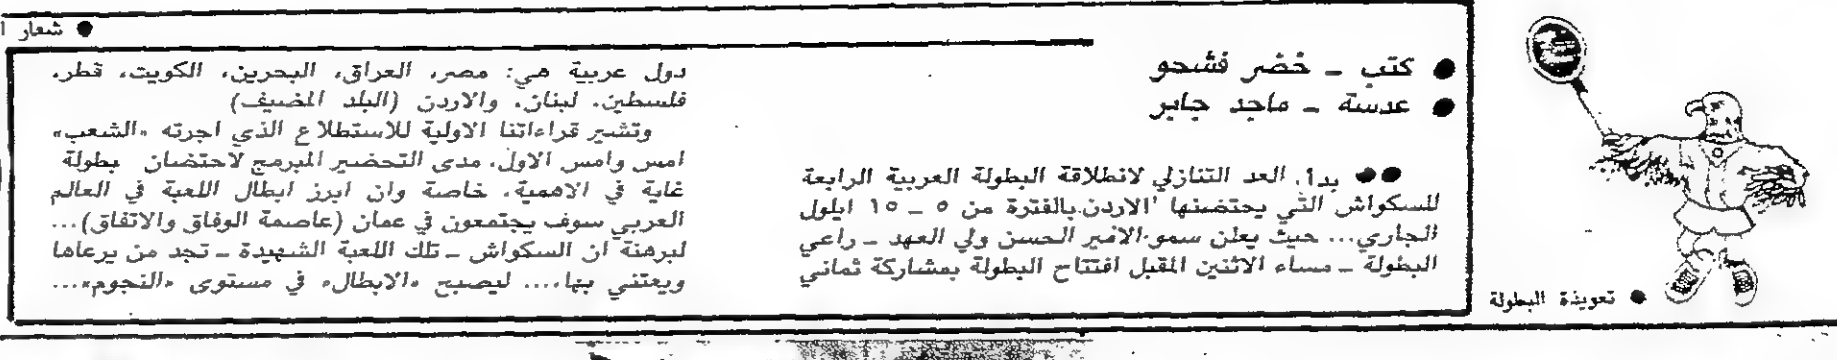 ● كتب ـ خضر فشحو
● عدسة ـ ماجد جابر
●● بدأ العد التنازلي لانطلاقة البطولة العربية الرابعة
للسكواش التي يحتضنها الاردن بالفترة من ٥ ـ ١٥ ايلول
الجاري... حيث يعلن سمو الامير الحسن ولي العهد ـ راعي
البطولة ـ مساء الاثنين المقبل افتتاح البطولة بمشاركة ثماني
دول عربية هي: مصر، العراق، البحرين، الكويت، قطر،
فلسطين، لبنان، والاردن (البلد المضيف)
وتشير قراءاتنا الاولية للاستطلاع الذي اجرته «الشعب»
امس وامس الاول، مدى التحضير المبرمج لاحتضان بطولة
غاية في الاهمية، خاصة وان ابرز ابطال اللعبة في العالم
العربي سوف يجتمعون في عمان (عاصمة الوفاق والاتفاق)...
لبرهنة ان السكواش ـ تلك اللعبة الشهيدة ـ تجد من يرعاها
ويعتني بها.... ليصبح «الابطال» في مستوى «النجوم»...
● تعويذة البطولة
● شعار